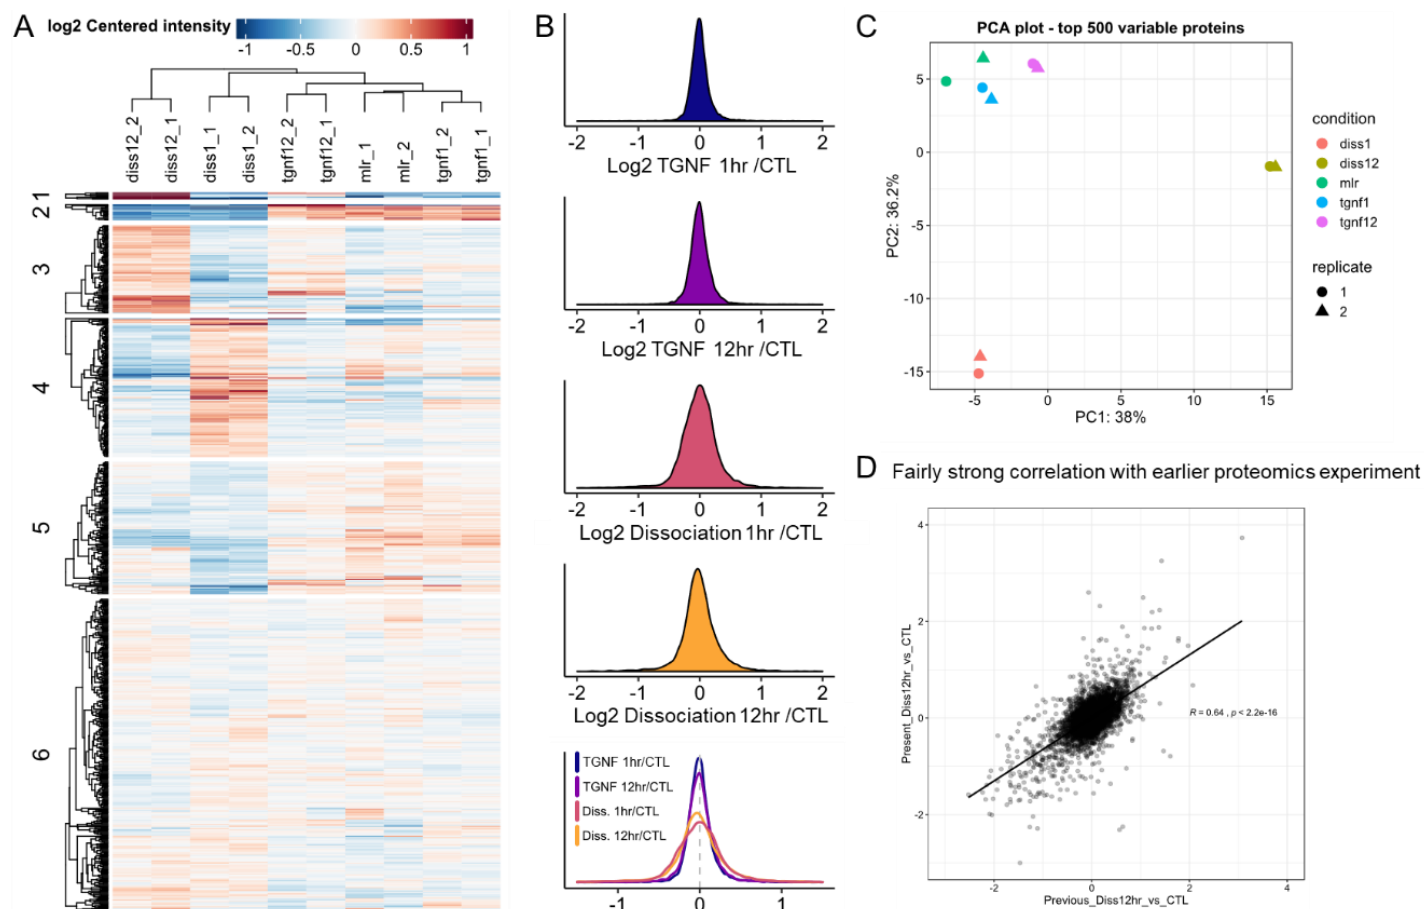 A
log2 Centered intensity
-1 -0.5 0 0.5 1
diss12_2
diss12_1
diss1_1
diss1_2
tgnf12_2
tgnf12_1
mlr_1
mlr_2
tgnf1_2
tgnf1_1
1
2
3
4
5
6
B
-2 -1 0 1 2
Log2 TGNF 1hr /CTL
-2 -1 0 1 2
Log2 TGNF 12hr /CTL
-2 -1 0 1 2
Log2 Dissociation 1hr /CTL
-2 -1 0 1 2
Log2 Dissociation 12hr /CTL
TGNF 1hr/CTL
TGNF 12hr/CTL
Diss. 1hr/CTL
Diss. 12hr/CTL
-1 0 1
C
PCA plot - top 500 variable proteins
PC2: 36.2%
5
0
-5
-10
-15
-5 0 5 10 15
PC1: 38%
condition
diss1
diss12
mlr
tgnf1
tgnf12
replicate
1
2
D
Fairly strong correlation with earlier proteomics experiment
Present_Diss12hr_vs_CTL
4
2
0
-2
R = 0.64 , p < 2.2e-16
-2 0 2 4
Previous_Diss12hr_vs_CTL